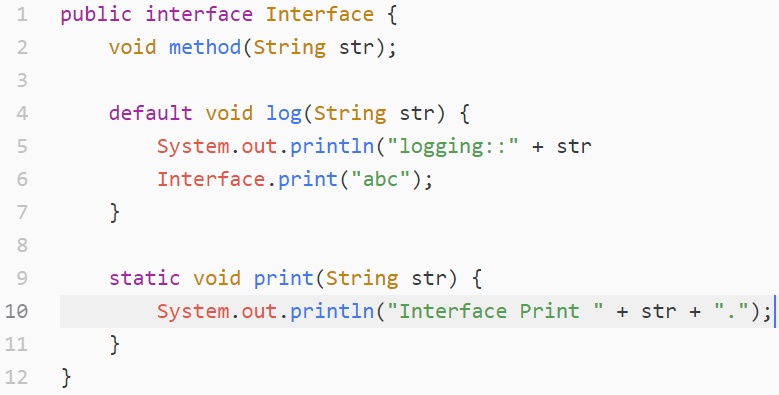 1 public interface Interface {
2     void method(String str);
3
4     default void log(String str) {
5         System.out.println("logging::" + str
6         Interface.print("abc");
7     }
8
9     static void print(String str) {
10         System.out.println("Interface Print " + str + ".");
11     }
12 }